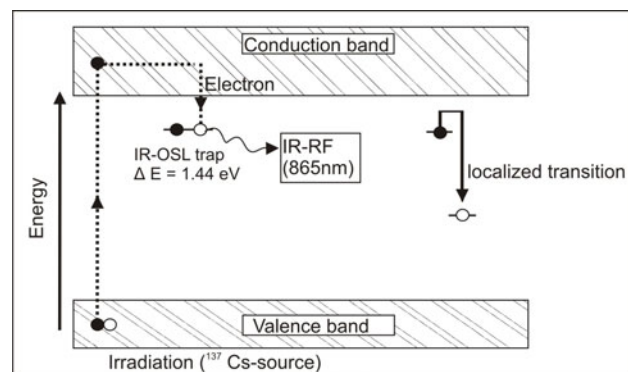 Conduction band
Electron
IR-OSL trap
Δ E = 1.44 eV
IR-RF
(865nm)
localized transition
Energy
Valence band
Irradiation (¹³⁷ Cs-source)